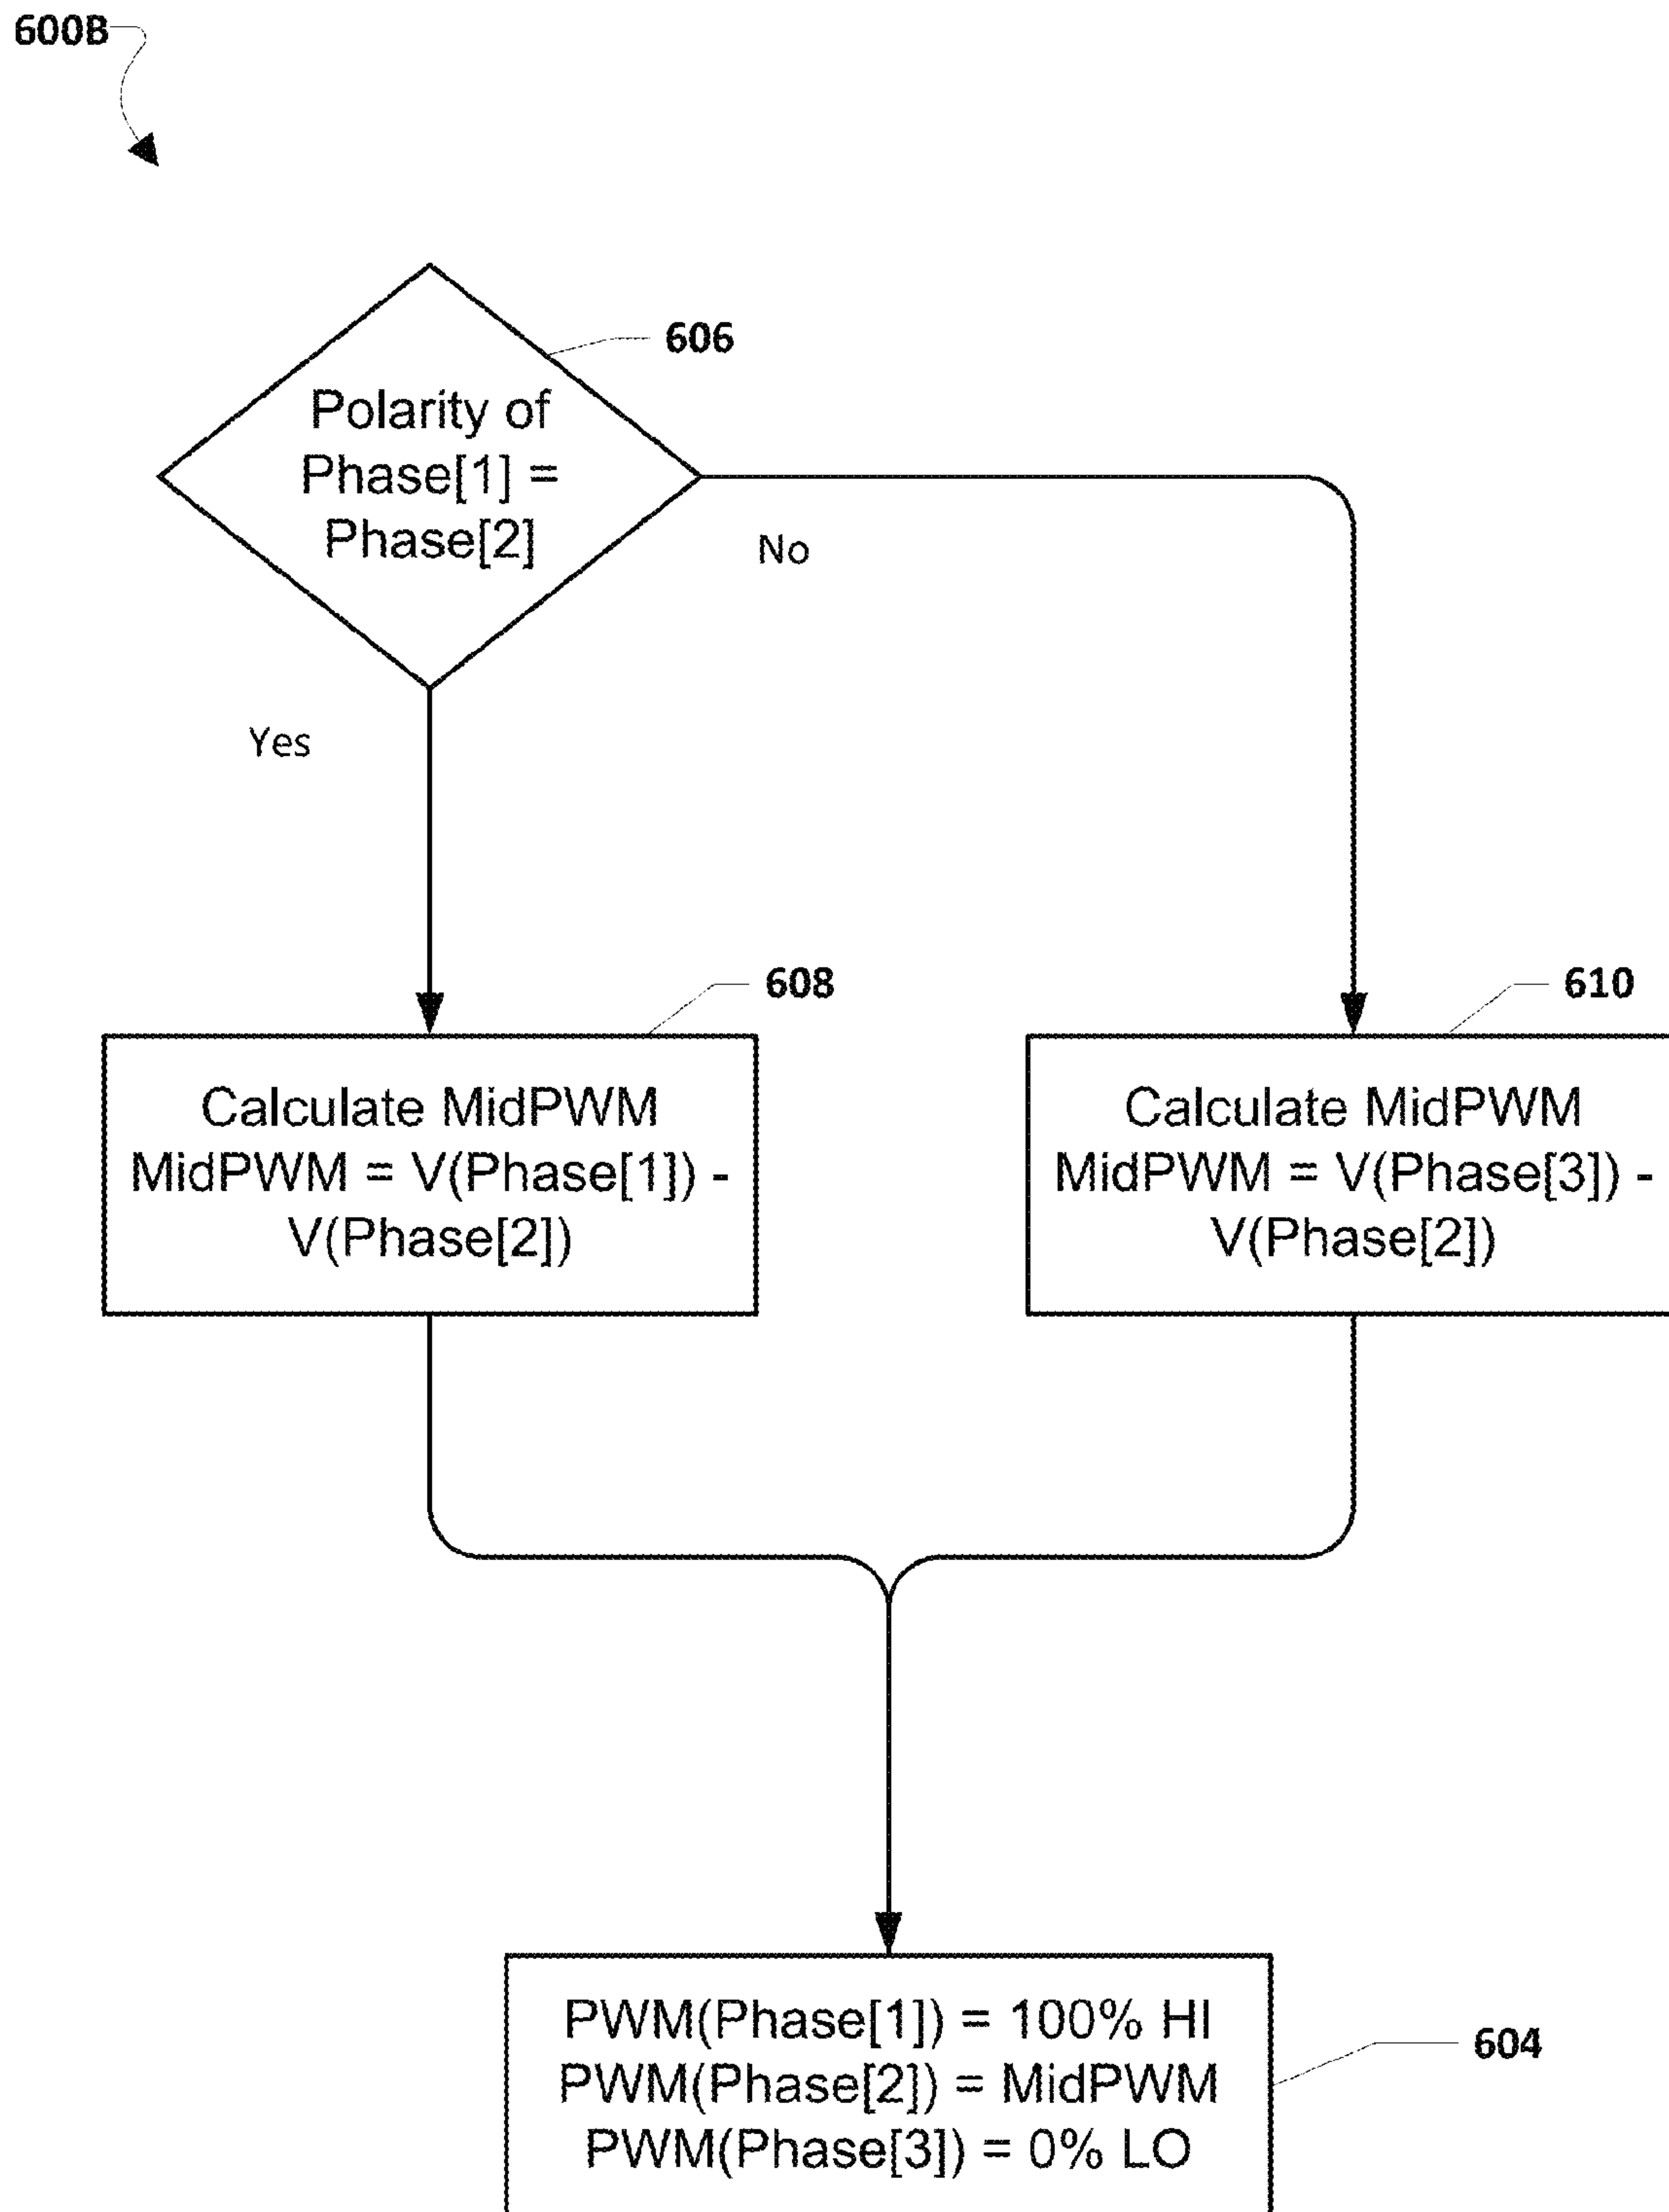 600B
606
Polarity of
Phase[1] =
Phase[2]
No
Yes
608
610
Calculate MidPWM
MidPWM = V(Phase[1]) -
V(Phase[2])
Calculate MidPWM
MidPWM = V(Phase[3]) -
V(Phase[2])
PWM(Phase[1]) = 100% HI
PWM(Phase[2]) = MidPWM
PWM(Phase[3]) = 0% LO
604